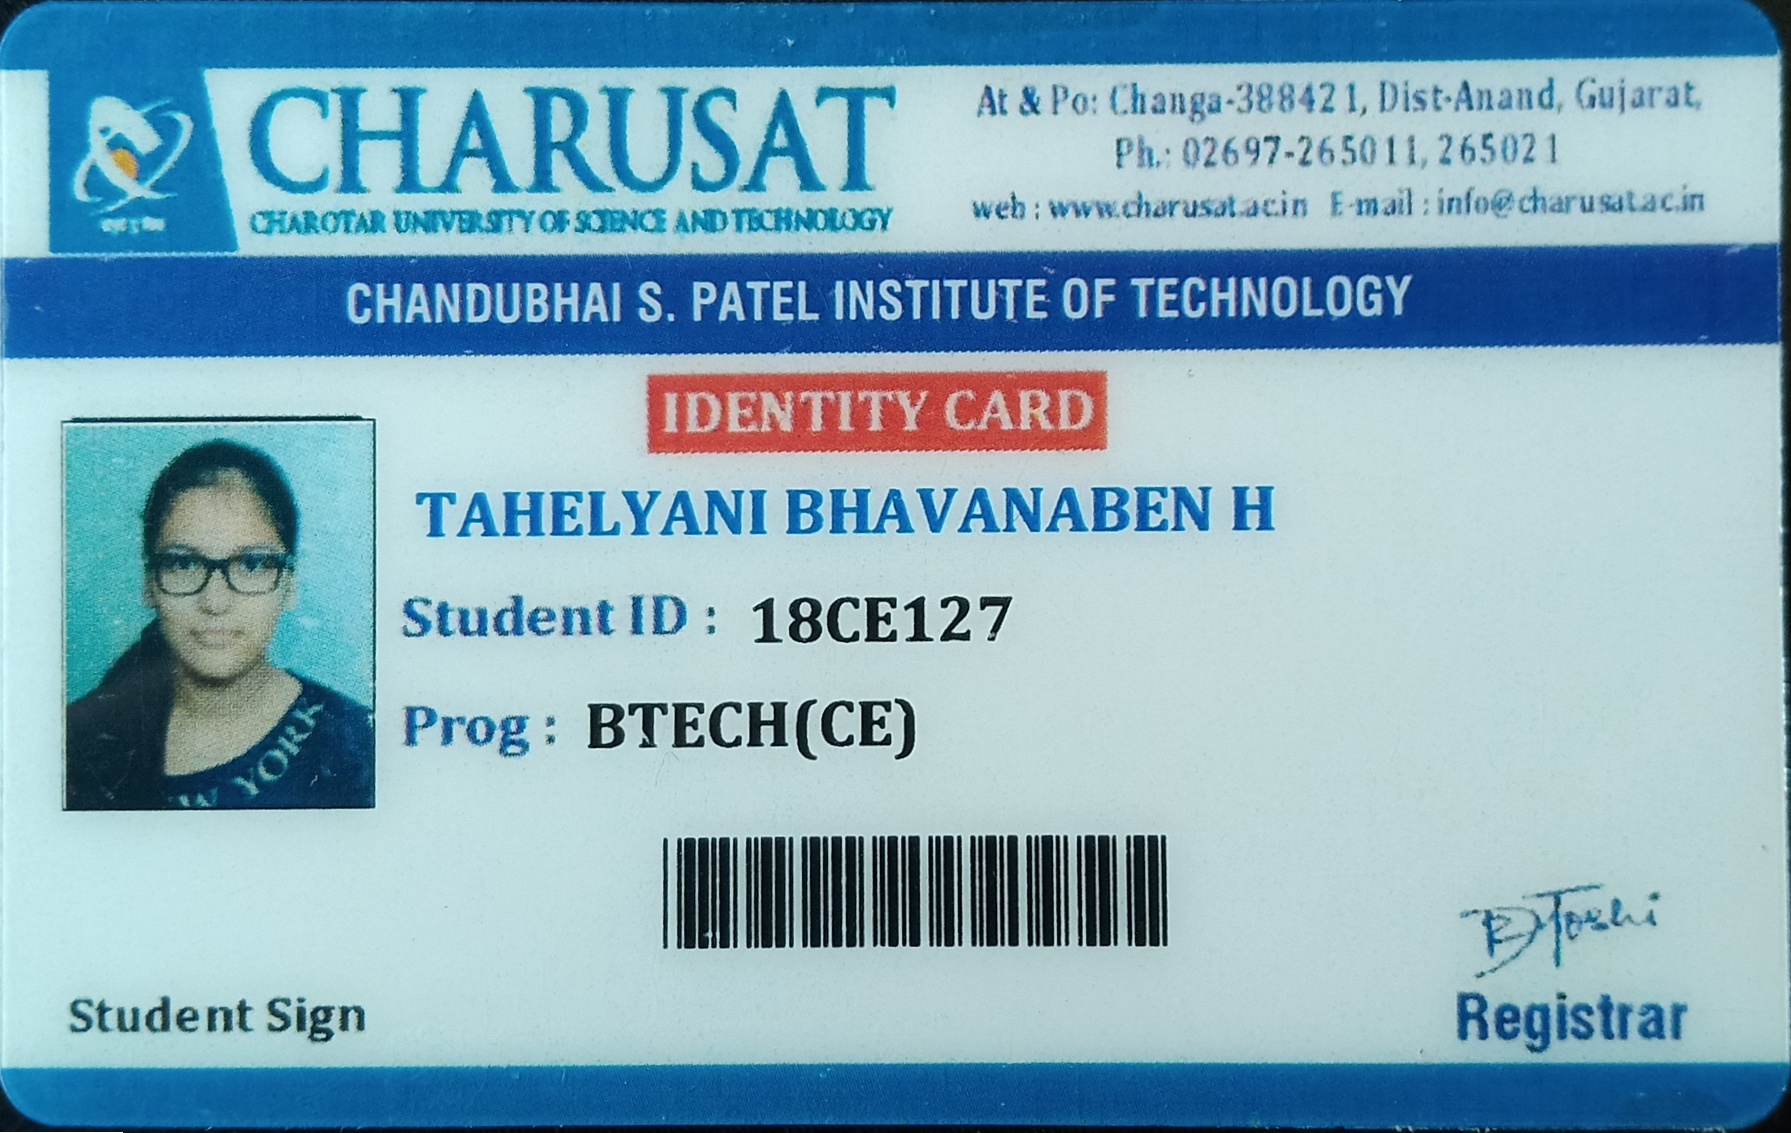 CHARUSAT
CHAROTAR UNIVERSITY OF SCIENCE AND TECHNOLOGY
At & Po: Changa-388421, Dist-Anand, Gujarat,
Ph.: 02697-265011, 265021
web : www.charusat.ac.in E-mail : info@charusat.ac.in
CHANDUBHAI S. PATEL INSTITUTE OF TECHNOLOGY
IDENTITY CARD
TAHELYANI BHAVANABEN H
Student ID : 18CE127
Prog : BTECH(CE)
YORK
BJoshi
Student Sign
Registrar